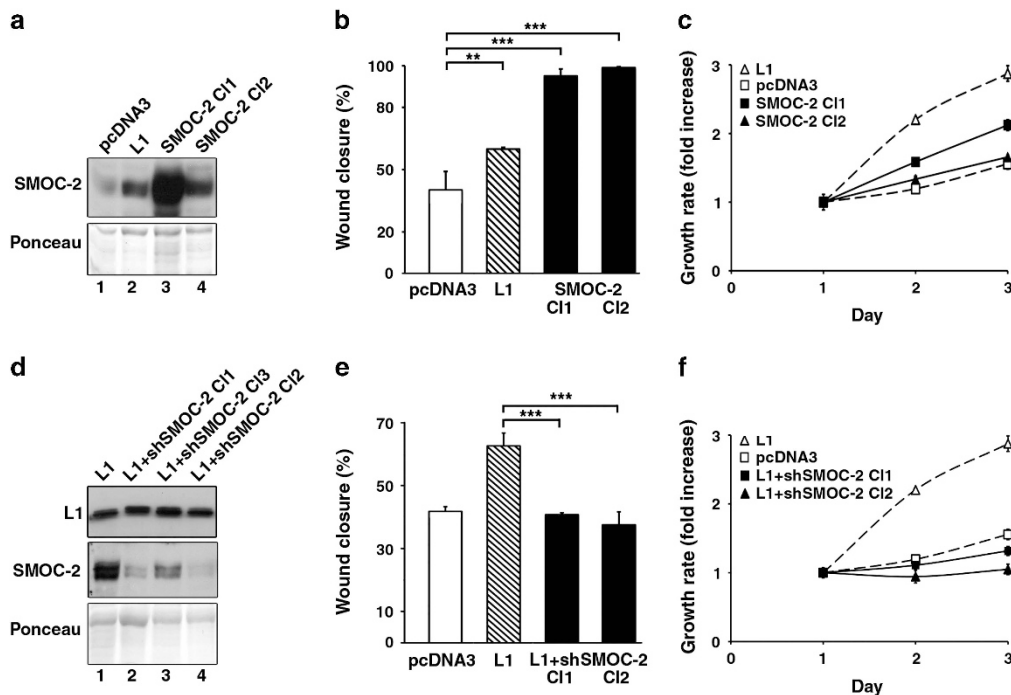 a
pcDNA3
L1
SMOC-2 Cl1
SMOC-2 Cl2
SMOC-2
Ponceau
1 2 3 4
b
***
***
**
Wound closure (%)
100
80
50
20
0
pcDNA3 L1 SMOC-2
Cl1 Cl2
c
Growth rate (fold increase)
3
2
1
0
0 1 2 3
Day
L1
pcDNA3
SMOC-2 Cl1
SMOC-2 Cl2
d
L1
L1+shSMOC-2 Cl1
L1+shSMOC-2 Cl3
L1+shSMOC-2 Cl2
L1
SMOC-2
Ponceau
1 2 3 4
e
***
***
Wound closure (%)
70
60
30
10
0
pcDNA3 L1 L1+shSMOC-2
Cl1 Cl2
f
Growth rate (fold increase)
3
2
1
0
0 1 2 3
Day
L1
pcDNA3
L1+shSMOC-2 Cl1
L1+shSMOC-2 Cl2